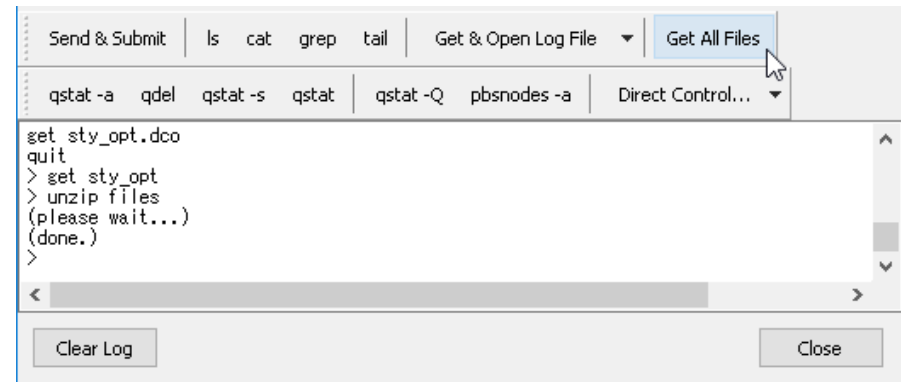 Send & Submit ls cat grep tail Get & Open Log File Get All Files
qstat -a qdel qstat -s qstat qstat -Q pbsnodes -a Direct Control...
get sty_opt.dco
quit
> get sty_opt
> unzip files
(please wait...)
(done.)
>
Clear Log Close